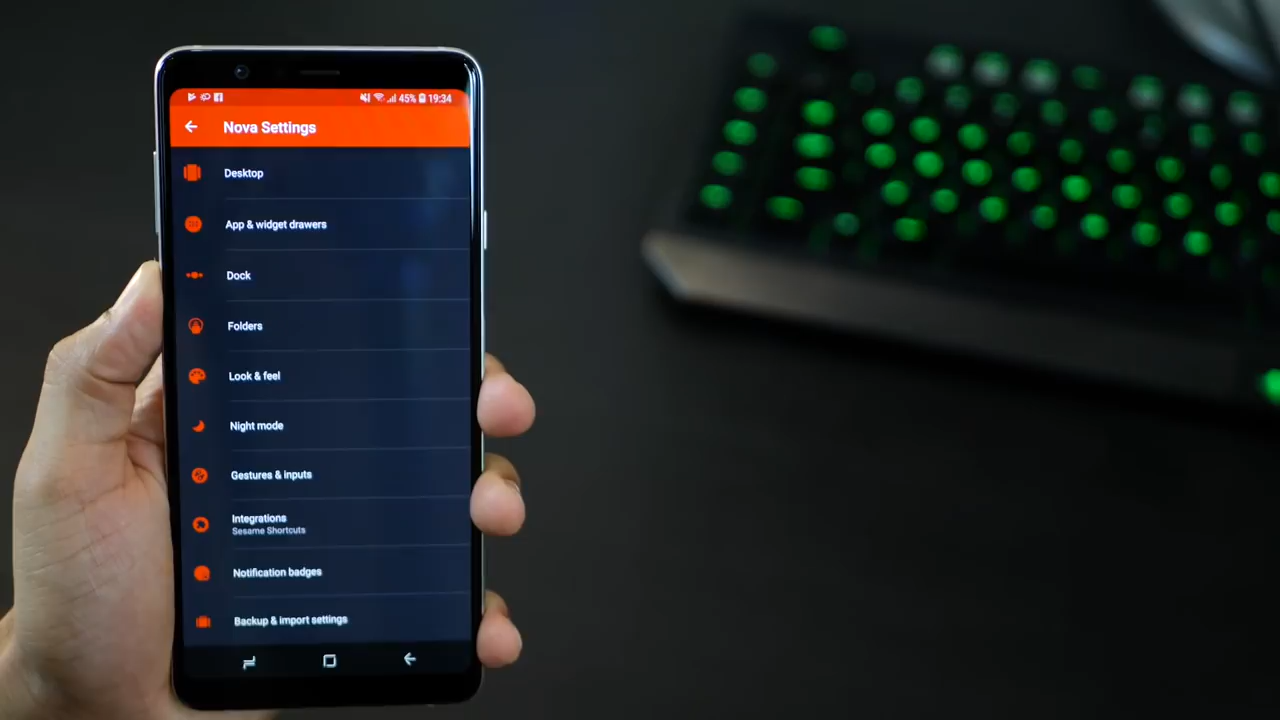 45% 19:34
Nova Settings
Desktop
App & widget drawers
Dock
Folders
Look & feel
Night mode
Gestures & inputs
Integrations
Sesame Shortcuts
Notification badges
Backup & import settings